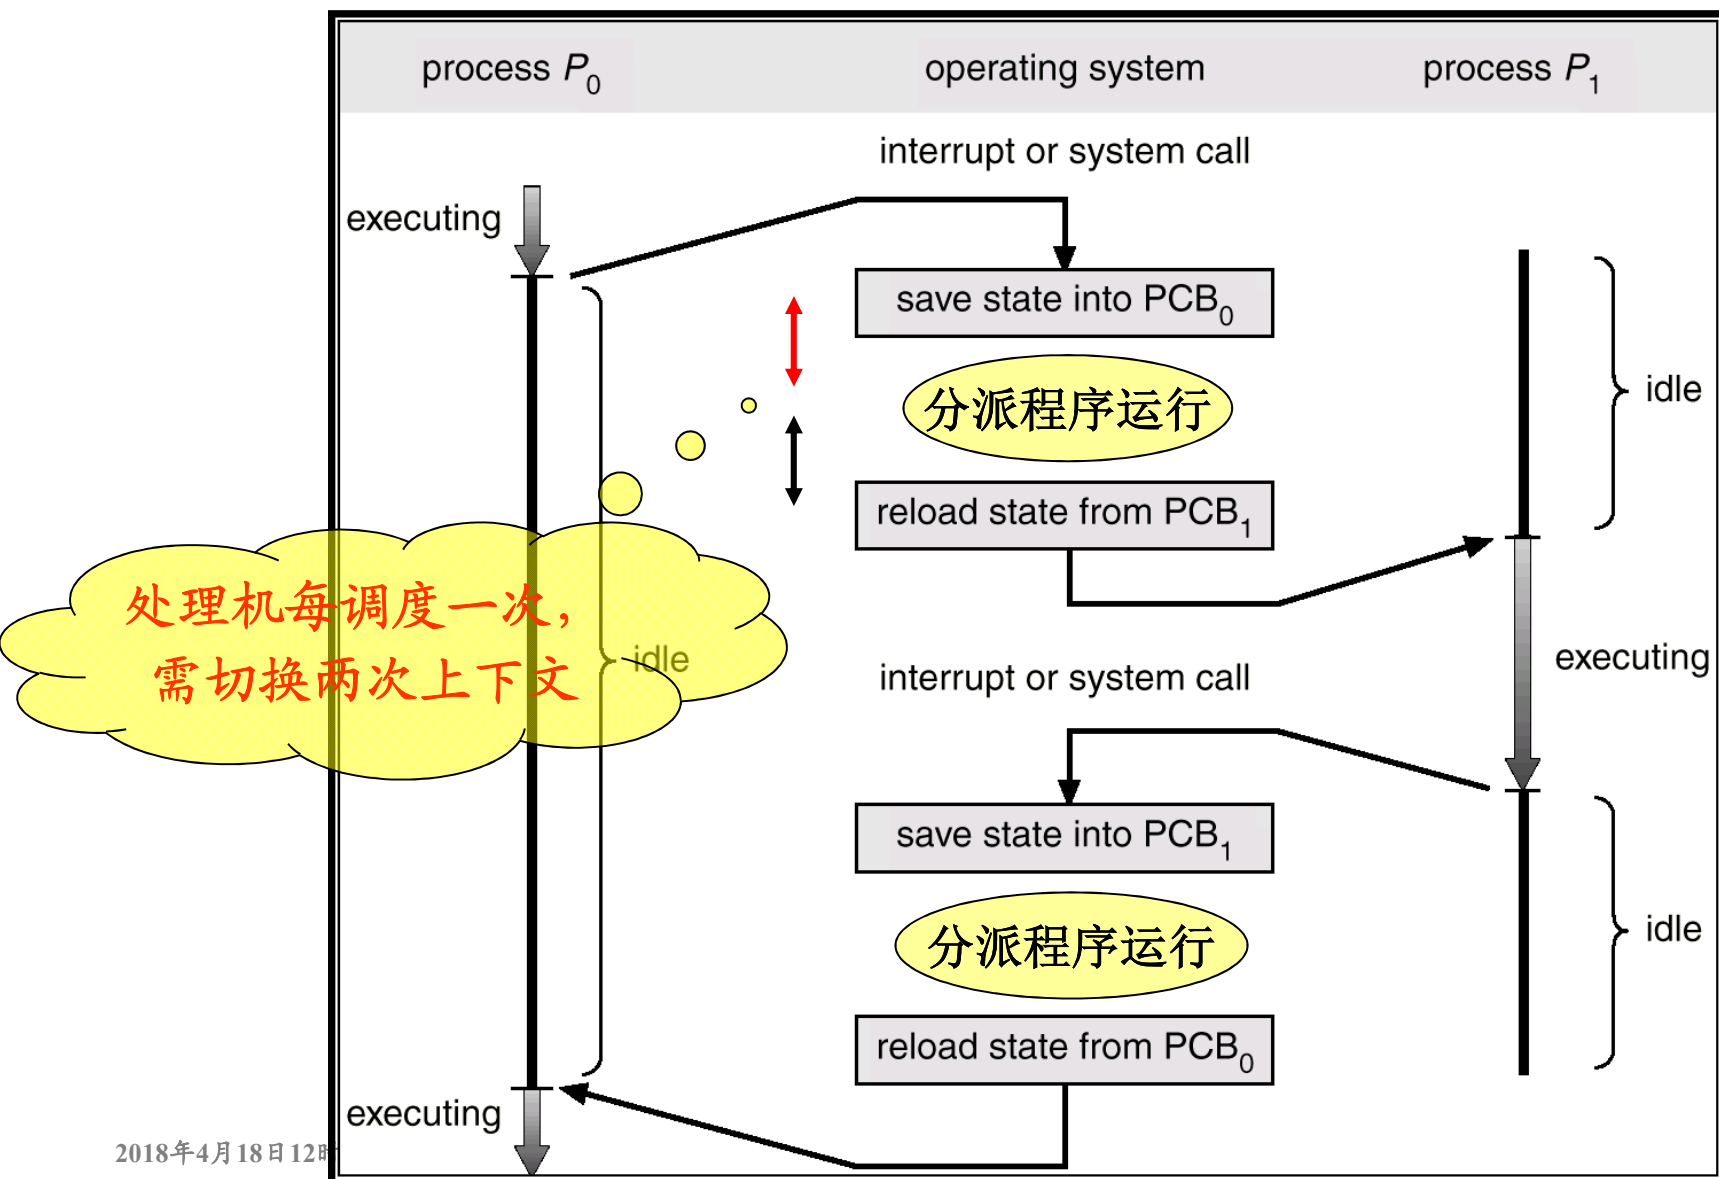 process P0 operating system process P1
interrupt or system call
executing
save state into PCB0
分派程序运行
idle
reload state from PCB1
处理机每调度一次，
需切换两次上下文
idle
interrupt or system call
executing
save state into PCB1
分派程序运行
idle
reload state from PCB0
executing
2018年4月18日12时